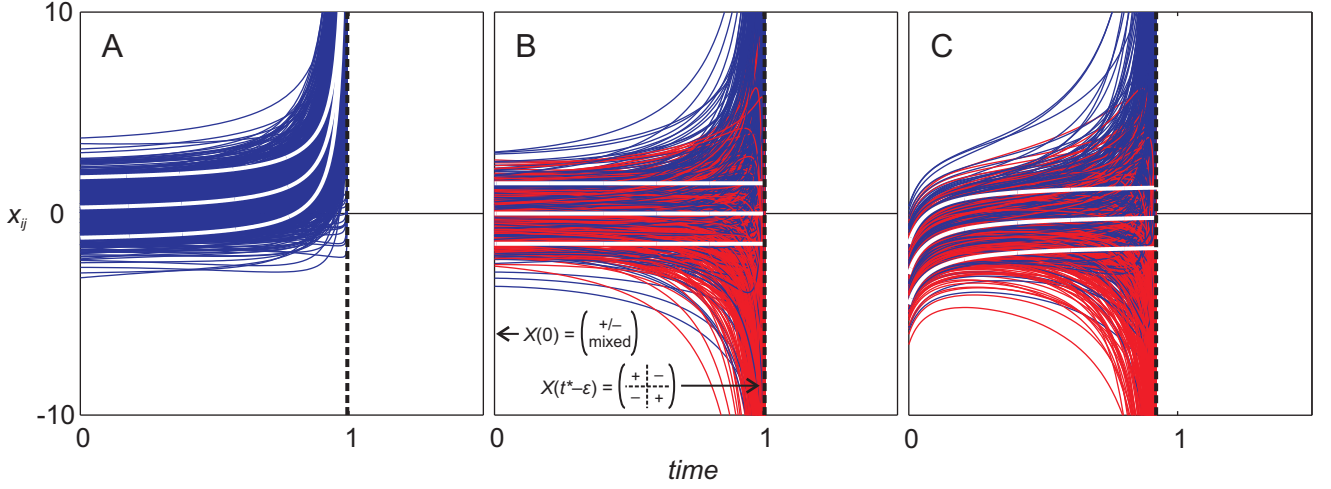 10
A
B
C
x_ij
0
X(0) = ( +/– mixed )
X(t*–ε) = ( + – – + )
-10
0
1
0
1
0
1
time